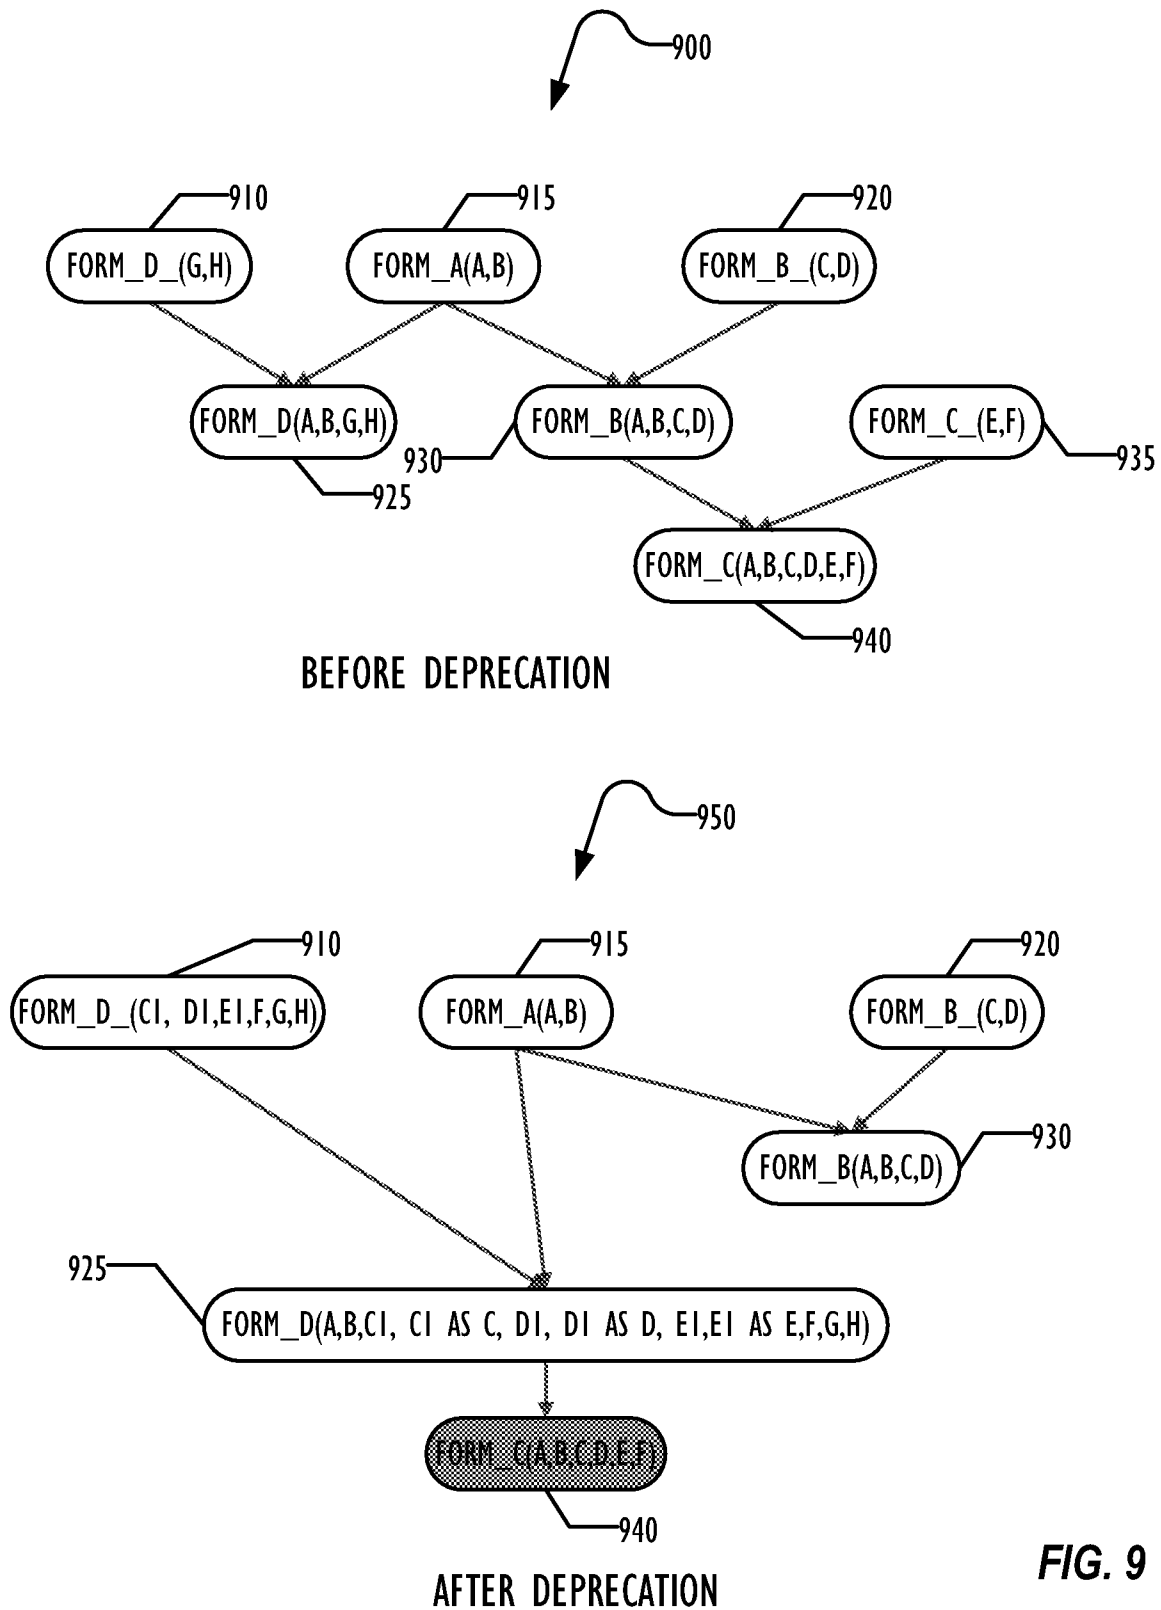 900
910
915
920
FORM_D_(G,H)
FORM_A(A,B)
FORM_B_(C,D)
FORM_D(A,B,G,H)
FORM_B(A,B,C,D)
FORM_C_(E,F)
930
935
925
FORM_C(A,B,C,D,E,F)
940
BEFORE DEPRECATION
950
910
915
920
FORM_D_(C1, D1,E1,F,G,H)
FORM_A(A,B)
FORM_B_(C,D)
930
FORM_B(A,B,C,D)
925
FORM_D(A,B,C1, C1 AS C, D1, D1 AS D, E1,E1 AS E,F,G,H)
FORM_C(A,B,C,D,E,F)
940
FIG. 9
AFTER DEPRECATION